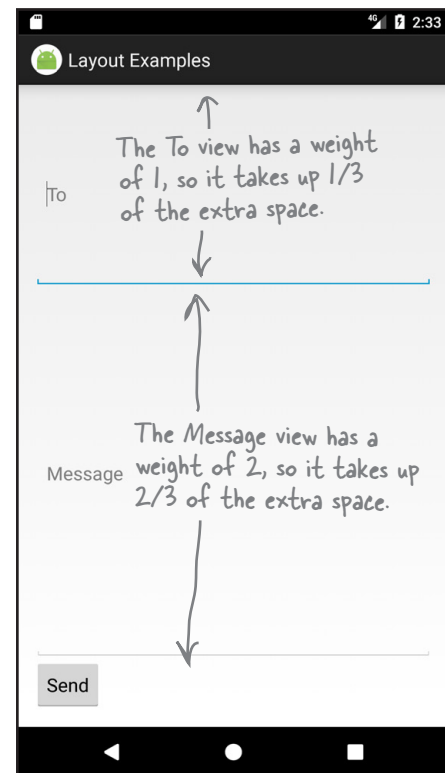 4G 2:33
Layout Examples
The To view has a weight
of 1, so it takes up 1/3
of the extra space.
To
The Message view has a
weight of 2, so it takes up
2/3 of the extra space.
Message
Send